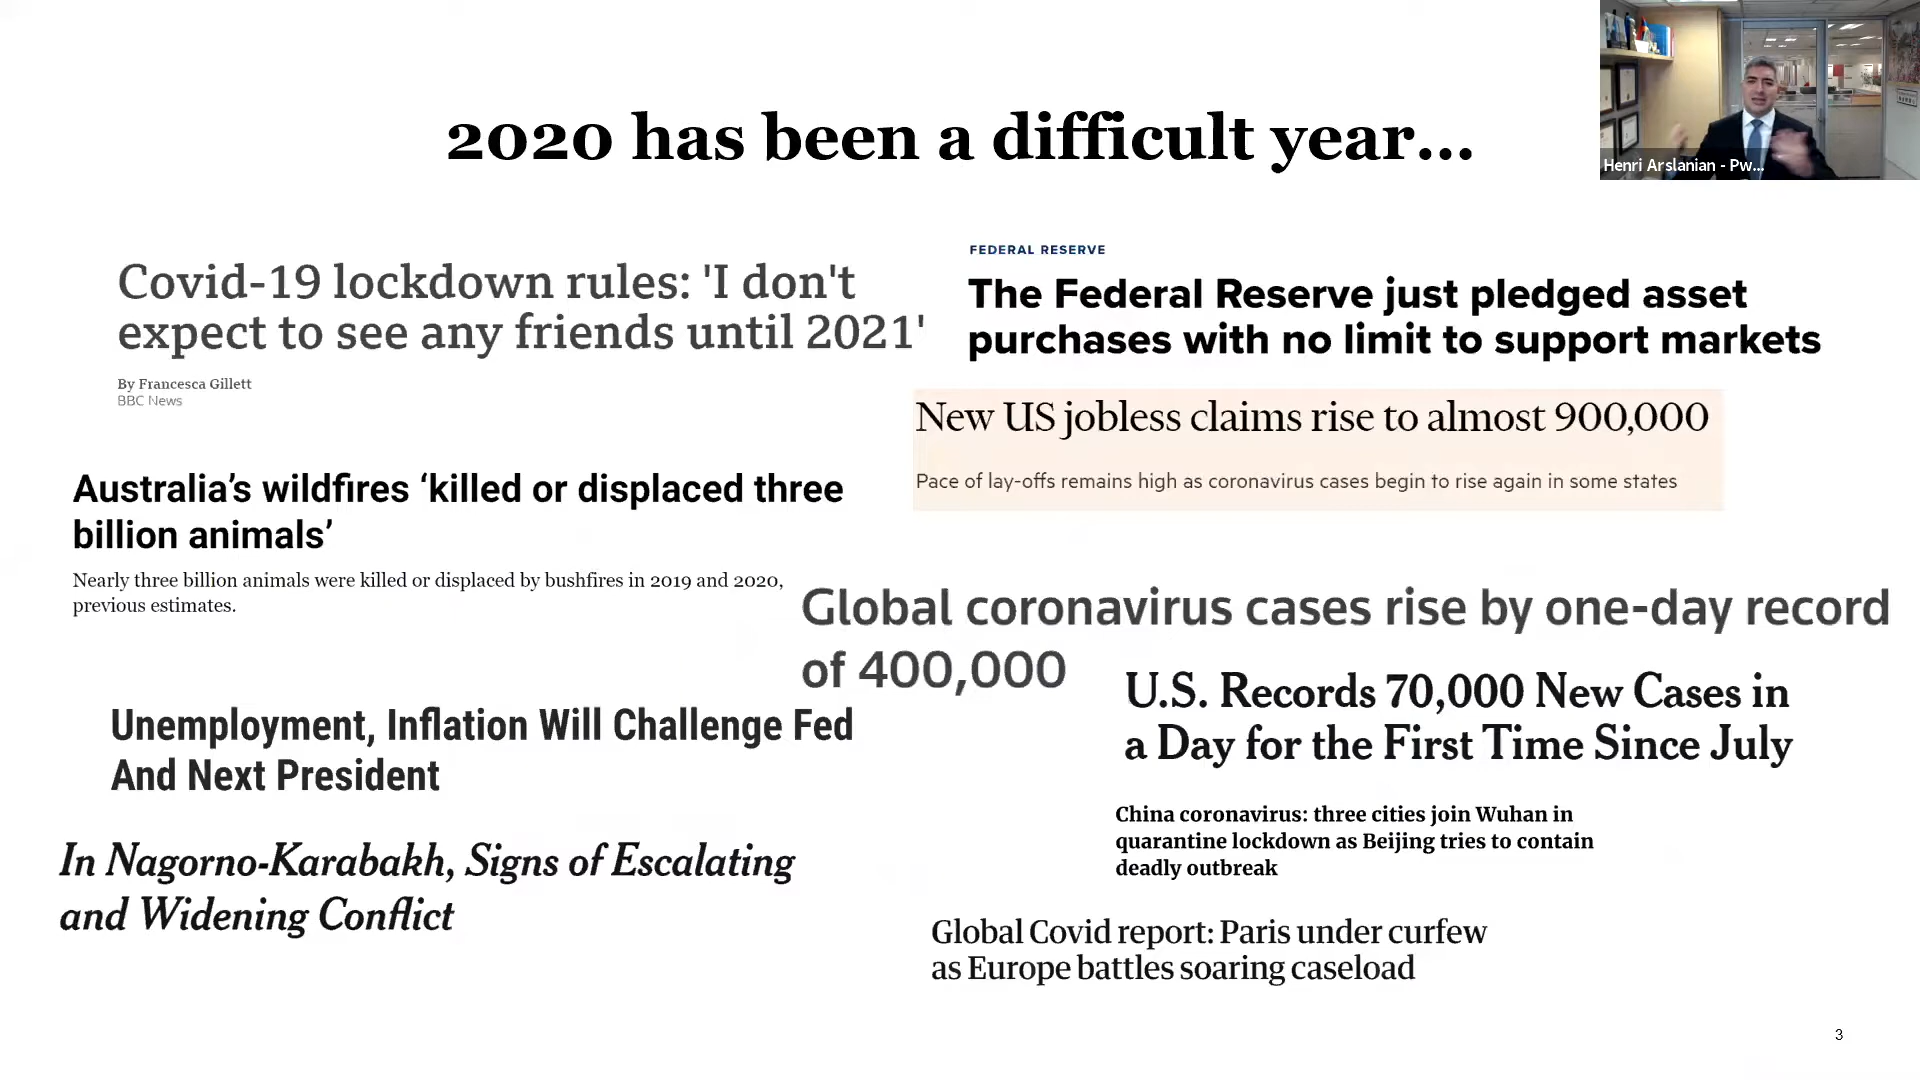 2020 has been a difficult year...
Henri Arslanian - Pw...
Covid-19 lockdown rules: 'I don't
expect to see any friends until 2021'
By Francesca Gillett
BBC News
FEDERAL RESERVE
The Federal Reserve just pledged asset
purchases with no limit to support markets
New US jobless claims rise to almost 900,000
Pace of lay-offs remains high as coronavirus cases begin to rise again in some states
Australia’s wildfires ‘killed or displaced three
billion animals’
Nearly three billion animals were killed or displaced by bushfires in 2019 and 2020,
previous estimates.
Global coronavirus cases rise by one-day record
of 400,000
U.S. Records 70,000 New Cases in
a Day for the First Time Since July
Unemployment, Inflation Will Challenge Fed
And Next President
China coronavirus: three cities join Wuhan in
quarantine lockdown as Beijing tries to contain
deadly outbreak
In Nagorno-Karabakh, Signs of Escalating
and Widening Conflict
Global Covid report: Paris under curfew
as Europe battles soaring caseload
3